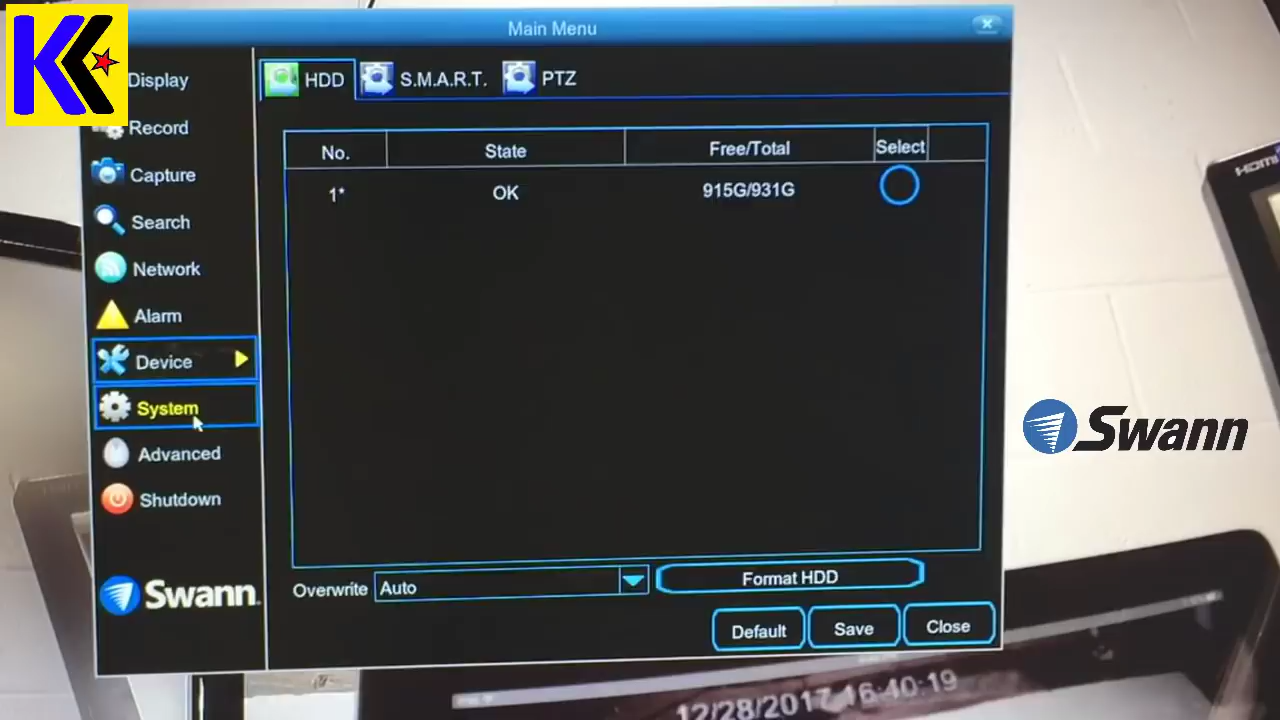 Main Menu
Display
Record
Capture
Search
Network
Alarm
Device
System
Advanced
Shutdown
Swann
HDD
S.M.A.R.T.
PTZ
No.
State
Free/Total
Select
1*
OK
915G/931G
Overwrite
Auto
Format HDD
Default
Save
Close
HDMI
Swann
12/28/2017 16:40:19